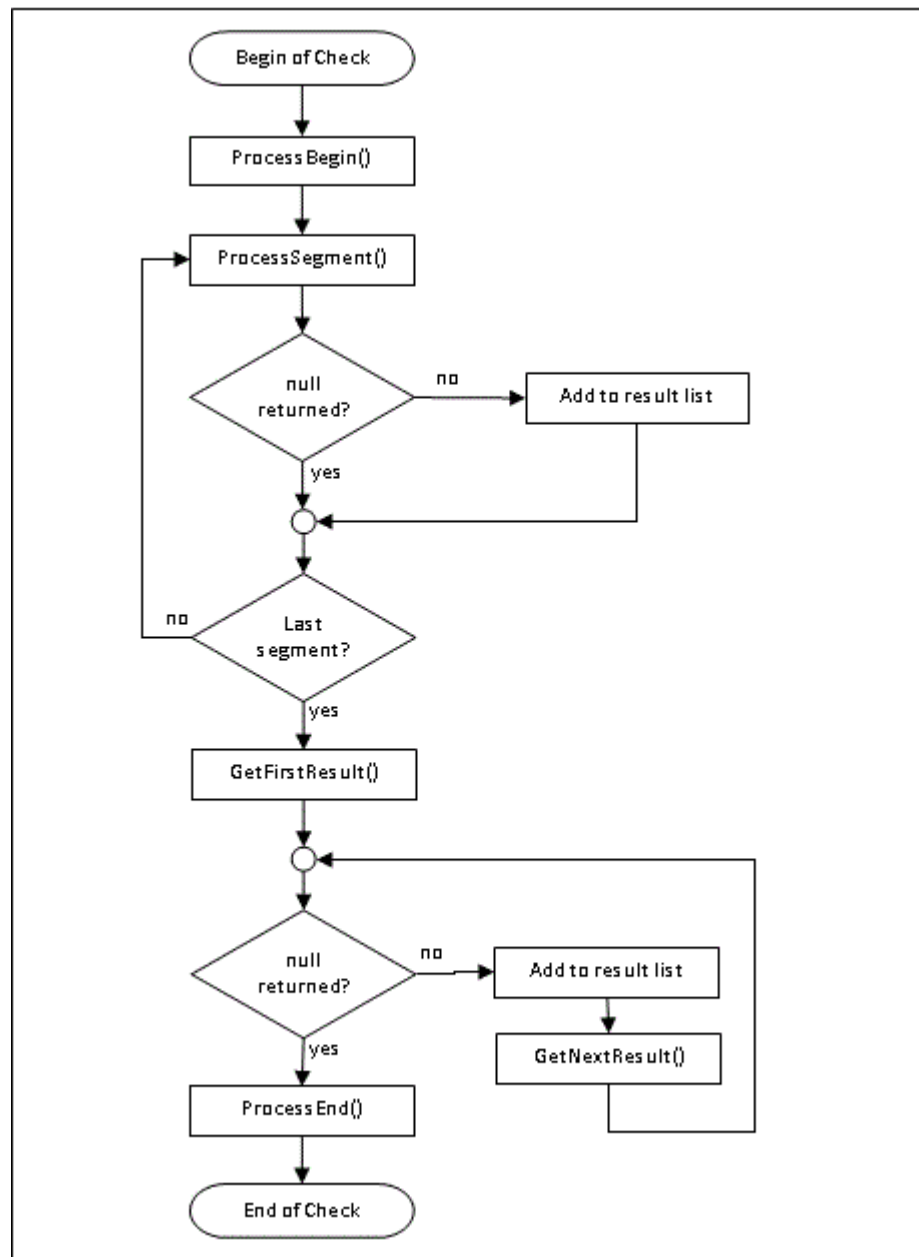 Begin of Check
ProcessBegin()
ProcessSegment()
null
returned?
no
Add to result list
yes
no
Last
segment?
yes
GetFirstResult()
null
returned?
no
Add to result list
GetNextResult()
yes
ProcessEnd()
End of Check